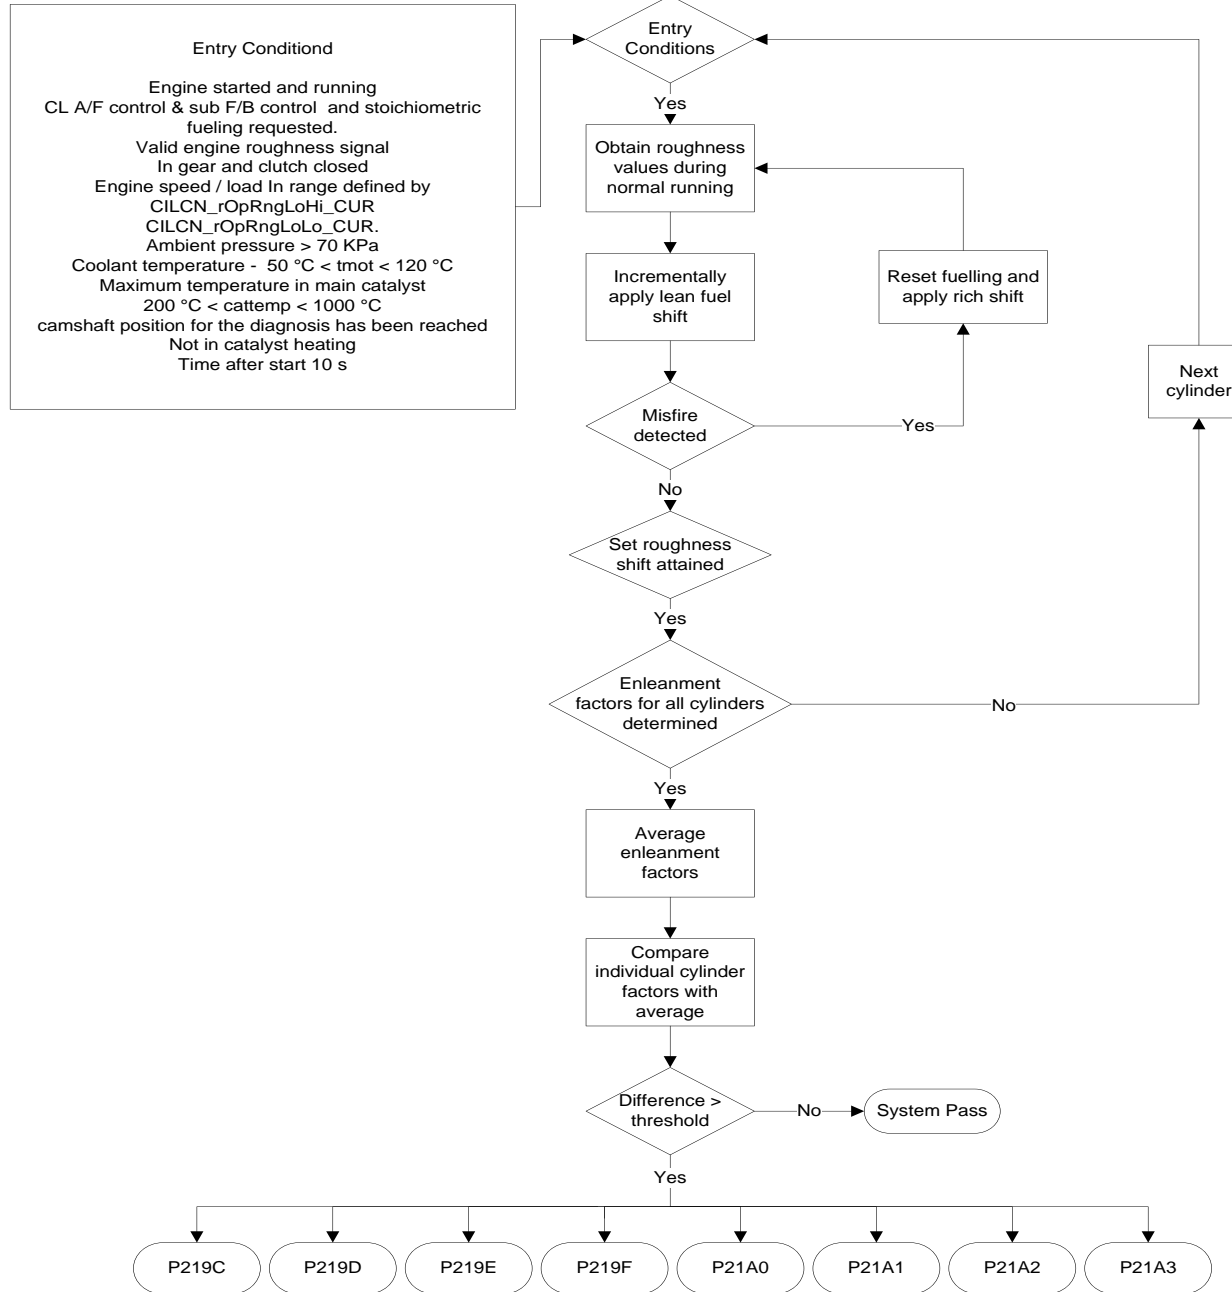 Entry Conditiond
Engine started and running
CL A/F control & sub F/B control and stoichiometric
fueling requested.
Valid engine roughness signal
In gear and clutch closed
Engine speed / load In range defined by
CILCN_rOpRngLoHi_CUR
CILCN_rOpRngLoLo_CUR.
Ambient pressure > 70 KPa
Coolant temperature - 50 °C < tmot < 120 °C
Maximum temperature in main catalyst
200 °C < cattemp < 1000 °C
camshaft position for the diagnosis has been reached
Not in catalyst heating
Time after start 10 s
Entry
Conditions
Yes
Obtain roughness
values during
normal running
Incrementally
apply lean fuel
shift
Reset fuelling and
apply rich shift
Next
cylinder
Misfire
detected
Yes
No
Set roughness
shift attained
Yes
Enleanment
factors for all cylinders
determined
No
Yes
Average
enleanment
factors
Compare
individual cylinder
factors with
average
Difference >
threshold
No
System Pass
Yes
P219C
P219D
P219E
P219F
P21A0
P21A1
P21A2
P21A3